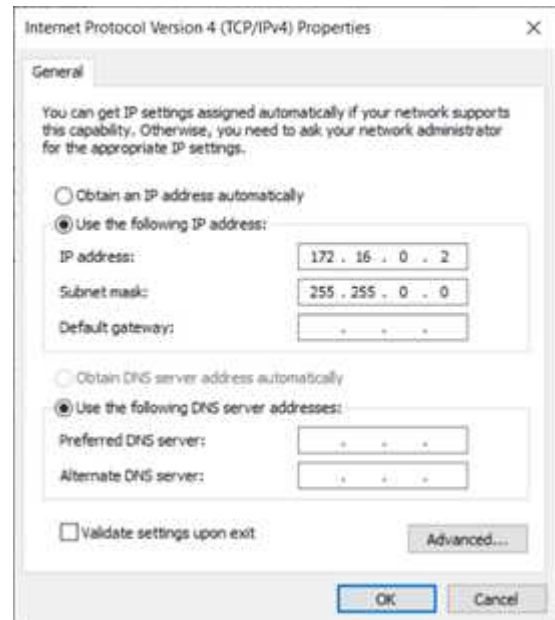 Internet Protocol Version 4 (TCP/IPv4) Properties
General
You can get IP settings assigned automatically if your network supports
this capability. Otherwise, you need to ask your network administrator
for the appropriate IP settings.
Obtain an IP address automatically
Use the following IP address:
IP address: 172 . 16 . 0 . 2
Subnet mask: 255 . 255 . 0 . 0
Default gateway: . . .
Obtain DNS server address automatically
Use the following DNS server addresses:
Preferred DNS server: . . .
Alternate DNS server: . . .
Validate settings upon exit
Advanced...
OK Cancel